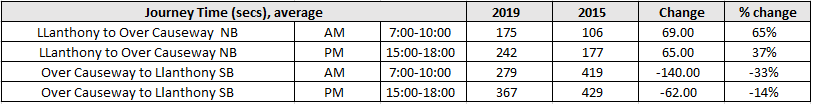 Journey Time (secs), average 2019 2015 Change % change
LLanthony to Over Causeway NB AM 7:00-10:00 175 106 69.00 65%
LLanthony to Over Causeway NB PM 15:00-18:00 242 177 65.00 37%
Over Causeway to Llanthony SB AM 7:00-10:00 279 419 -140.00 -33%
Over Causeway to Llanthony SB PM 15:00-18:00 367 429 -62.00 -14%